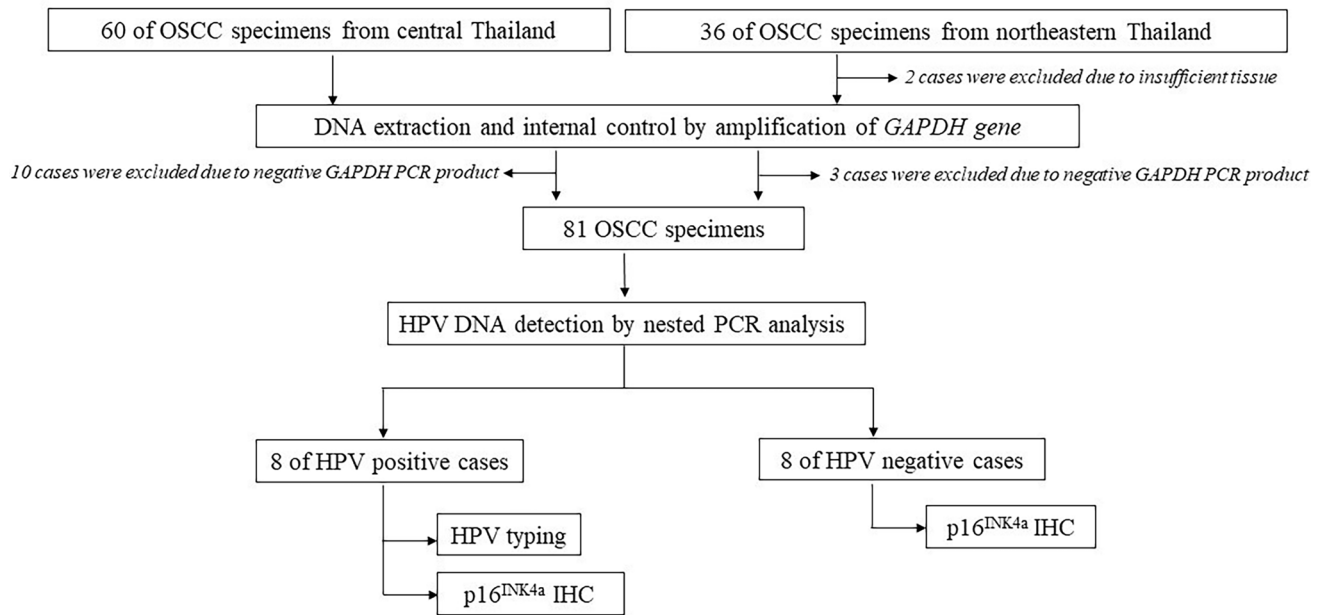 60 of OSCC specimens from central Thailand
36 of OSCC specimens from northeastern Thailand
2 cases were excluded due to insufficient tissue
DNA extraction and internal control by amplification of GAPDH gene
10 cases were excluded due to negative GAPDH PCR product
3 cases were excluded due to negative GAPDH PCR product
81 OSCC specimens
HPV DNA detection by nested PCR analysis
8 of HPV positive cases
8 of HPV negative cases
HPV typing
p16^INK4a IHC
p16^INK4a IHC